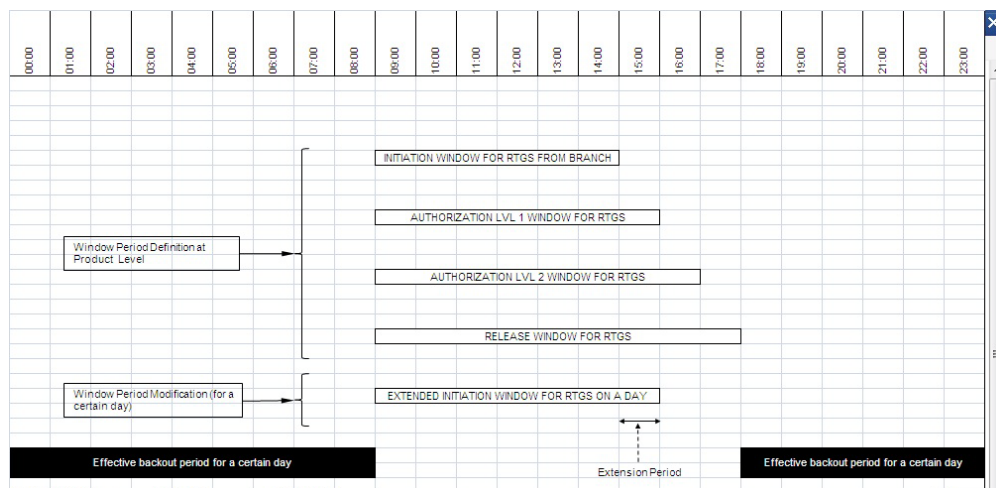 00:00 01:00 02:00 03:00 04:00 05:00 06:00 07:00 08:00 09:00 10:00 11:00 12:00 13:00 14:00 15:00 16:00 17:00 18:00 19:00 20:00 21:00 22:00 23:00
INITIATION WINDOW FOR RTGS FROM BRANCH
AUTHORIZATION LVL 1 WINDOW FOR RTGS
Window Period Definition at
Product Level
AUTHORIZATION LVL 2 WINDOW FOR RTGS
RELEASE WINDOW FOR RTGS
Window Period Modification (for a
certain day)
EXTENDED INITIATION WINDOW FOR RTGS ON A DAY
Effective backout period for a certain day
Extension Period
Effective backout period for a certain day